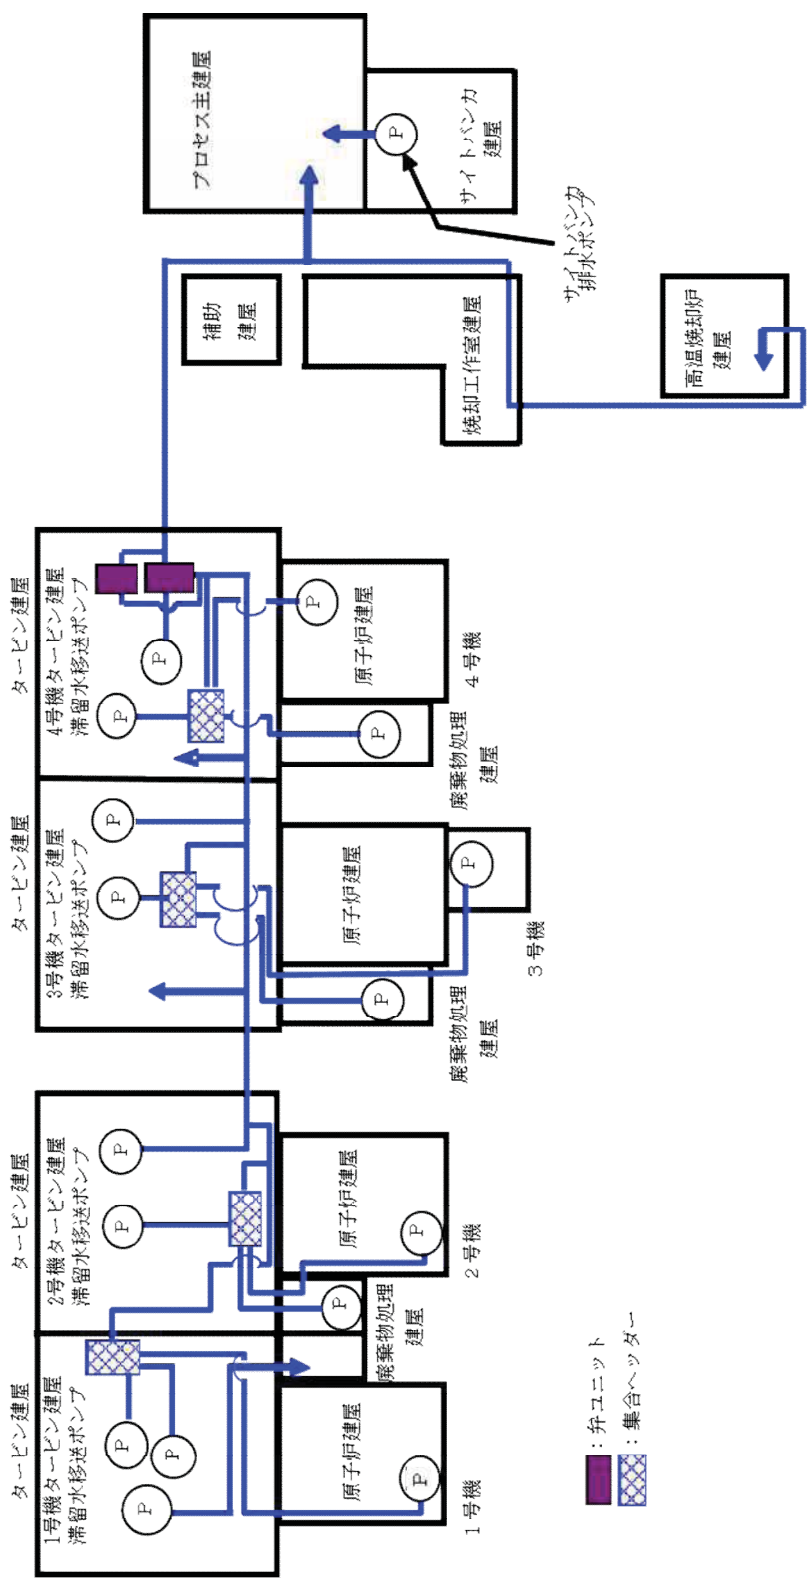 タービン建屋
1号機タービン建屋
滞留水移送ポンプ
P
P
P
原子炉建屋
P
1号機
タービン建屋
2号機タービン建屋
滞留水移送ポンプ
P
P
P
廃棄物処理
建屋
原子炉建屋
P
2号機
タービン建屋
3号機タービン建屋
滞留水移送ポンプ
P
P
P
廃棄物処理
建屋
原子炉建屋
P
3号機
タービン建屋
4号機タービン建屋
滞留水移送ポンプ
P
P
P
廃棄物処理
建屋
原子炉建屋
P
4号機
補助
建屋
焼却工作室建屋
高温焼却炉
建屋
プロセス主建屋
P
サイトバンカ
建屋
サイトバンカ
排水ポンプ
：弁ユニット
：集合ヘッダー